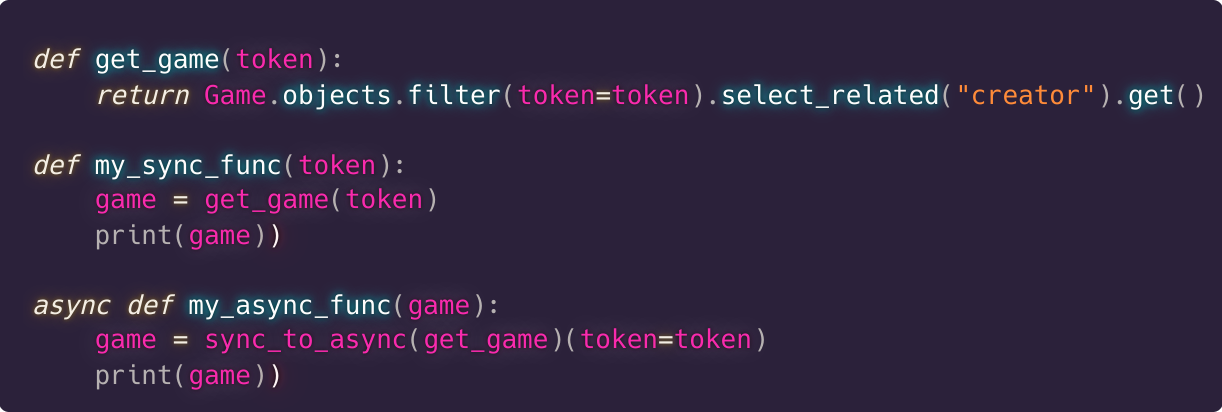 def get_game(token):
    return Game.objects.filter(token=token).select_related("creator").get()
def my_sync_func(token):
    game = get_game(token)
    print(game))
async def my_async_func(game):
    game = sync_to_async(get_game)(token=token)
    print(game))